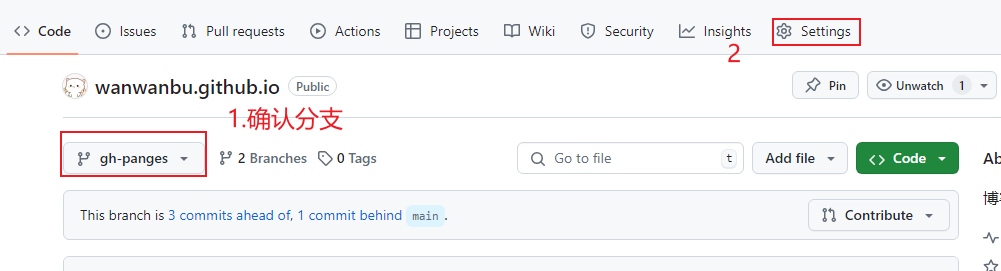 Code Issues Pull requests Actions Projects Wiki Security Insights Settings
2
wanwanbu.github.io Public Pin Unwatch 1
1.确认分支
gh-panges 2 Branches 0 Tags Go to file t Add file Code Ab
This branch is 3 commits ahead of, 1 commit behind main . Contribute
博